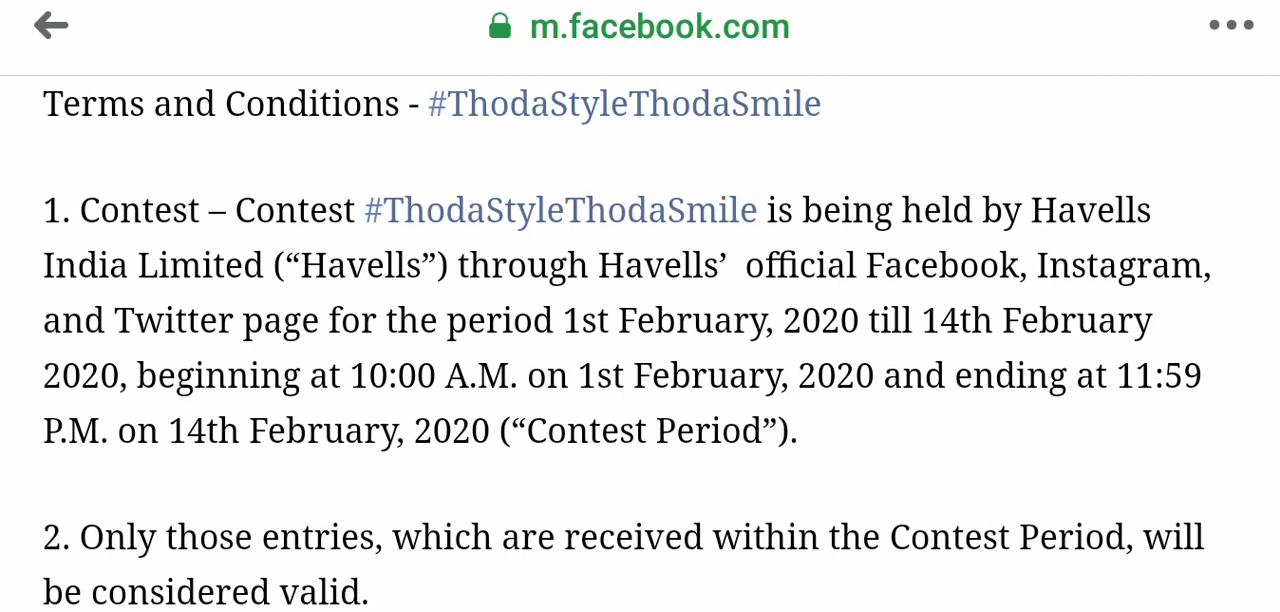 m.facebook.com
Terms and Conditions - #ThodaStyleThodaSmile
1. Contest – Contest #ThodaStyleThodaSmile is being held by Havells
India Limited (“Havells”) through Havells’  official Facebook, Instagram,
and Twitter page for the period 1st February, 2020 till 14th February
2020, beginning at 10:00 A.M. on 1st February, 2020 and ending at 11:59
P.M. on 14th February, 2020 (“Contest Period”).
2. Only those entries, which are received within the Contest Period, will
be considered valid.